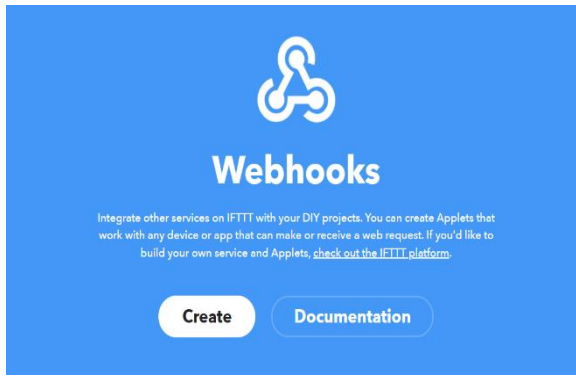 Webhooks
Integrate other services on IFTTT with your DIY projects. You can create Applets that
work with any device or app that can make or receive a web request. If you'd like to
build your own service and Applets, check out the IFTTT platform.
Create
Documentation